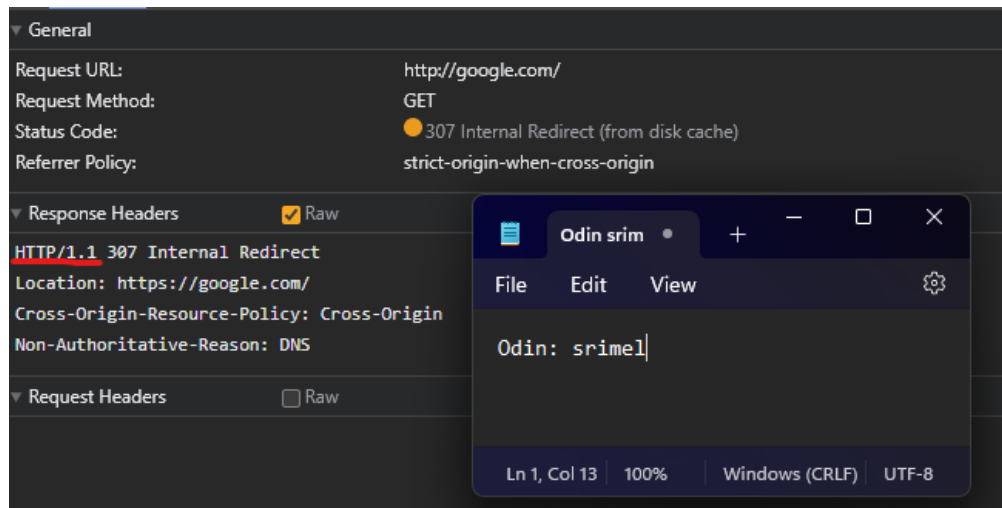 General
Request URL: http://google.com/
Request Method: GET
Status Code: 307 Internal Redirect (from disk cache)
Referrer Policy: strict-origin-when-cross-origin
Response Headers Raw
HTTP/1.1 307 Internal Redirect
Location: https://google.com/
Cross-Origin-Resource-Policy: Cross-Origin
Non-Authoritative-Reason: DNS
Request Headers Raw
Odin srim
File Edit View
Odin: srimel
Ln 1, Col 13 100% Windows (CRLF) UTF-8